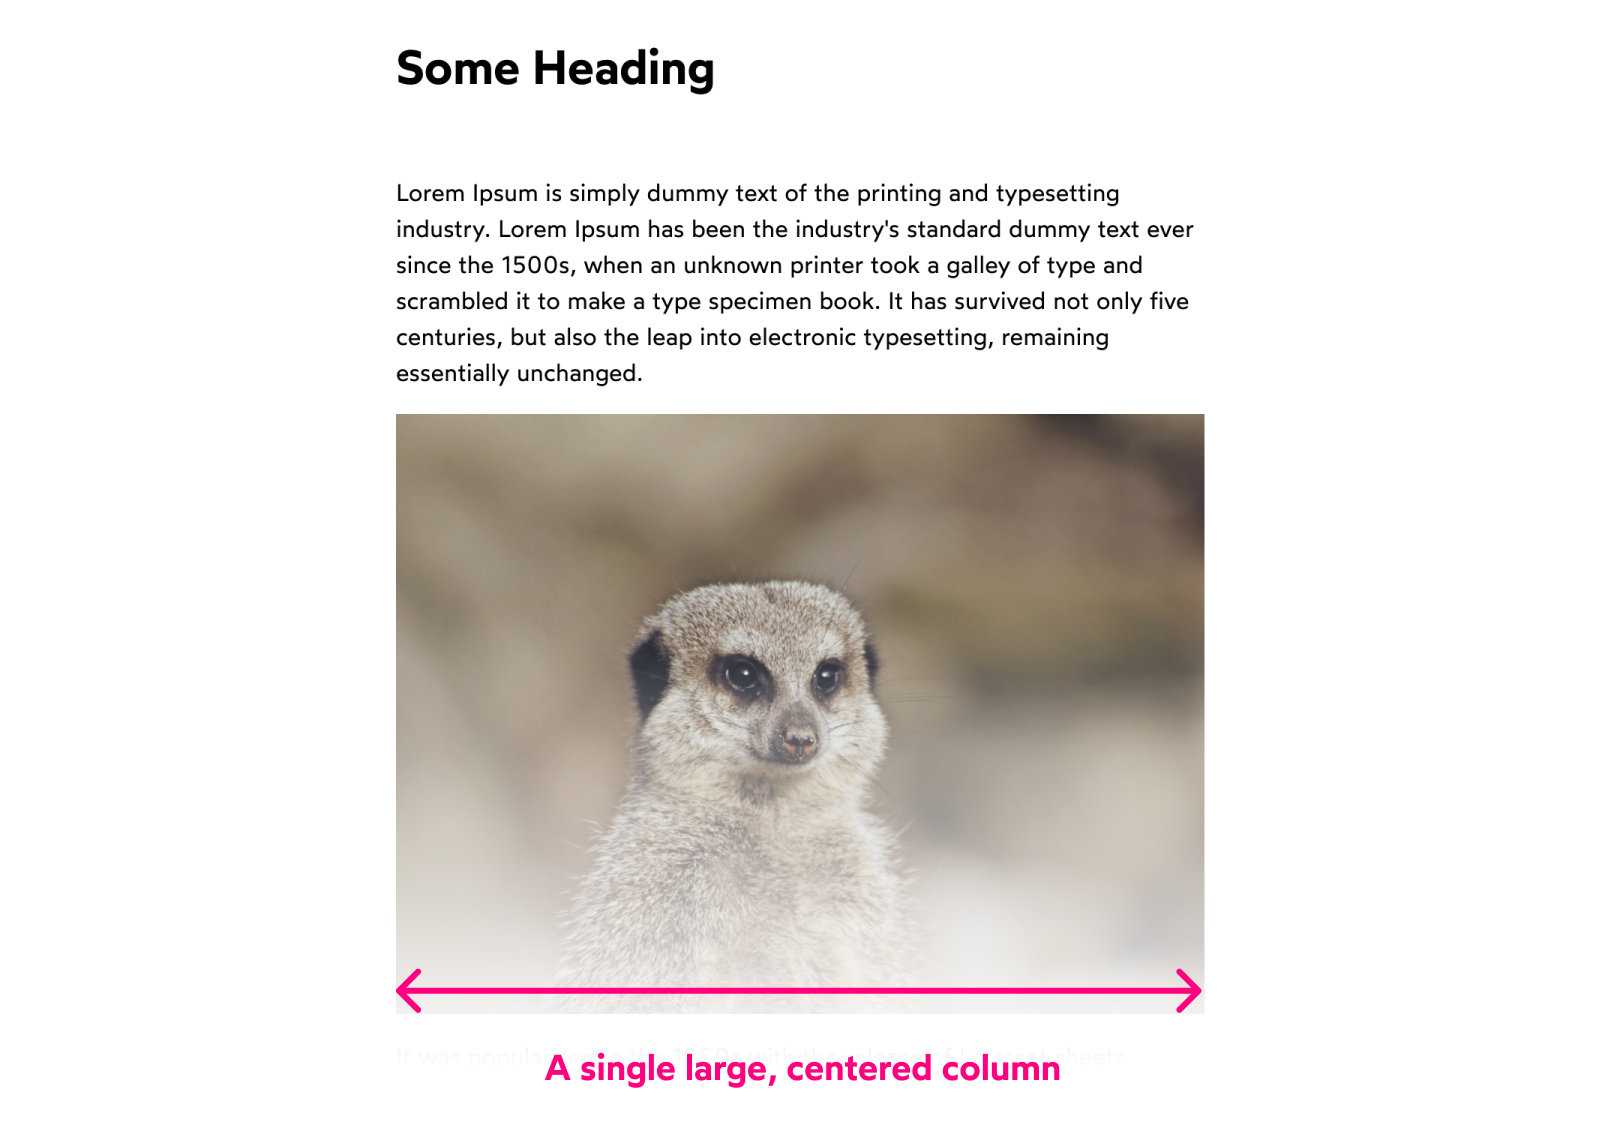 Some Heading
Lorem Ipsum is simply dummy text of the printing and typesetting
industry. Lorem Ipsum has been the industry's standard dummy text ever
since the 1500s, when an unknown printer took a galley of type and
scrambled it to make a type specimen book. It has survived not only five
centuries, but also the leap into electronic typesetting, remaining
essentially unchanged.
It was with the sheets
A single large, centered column